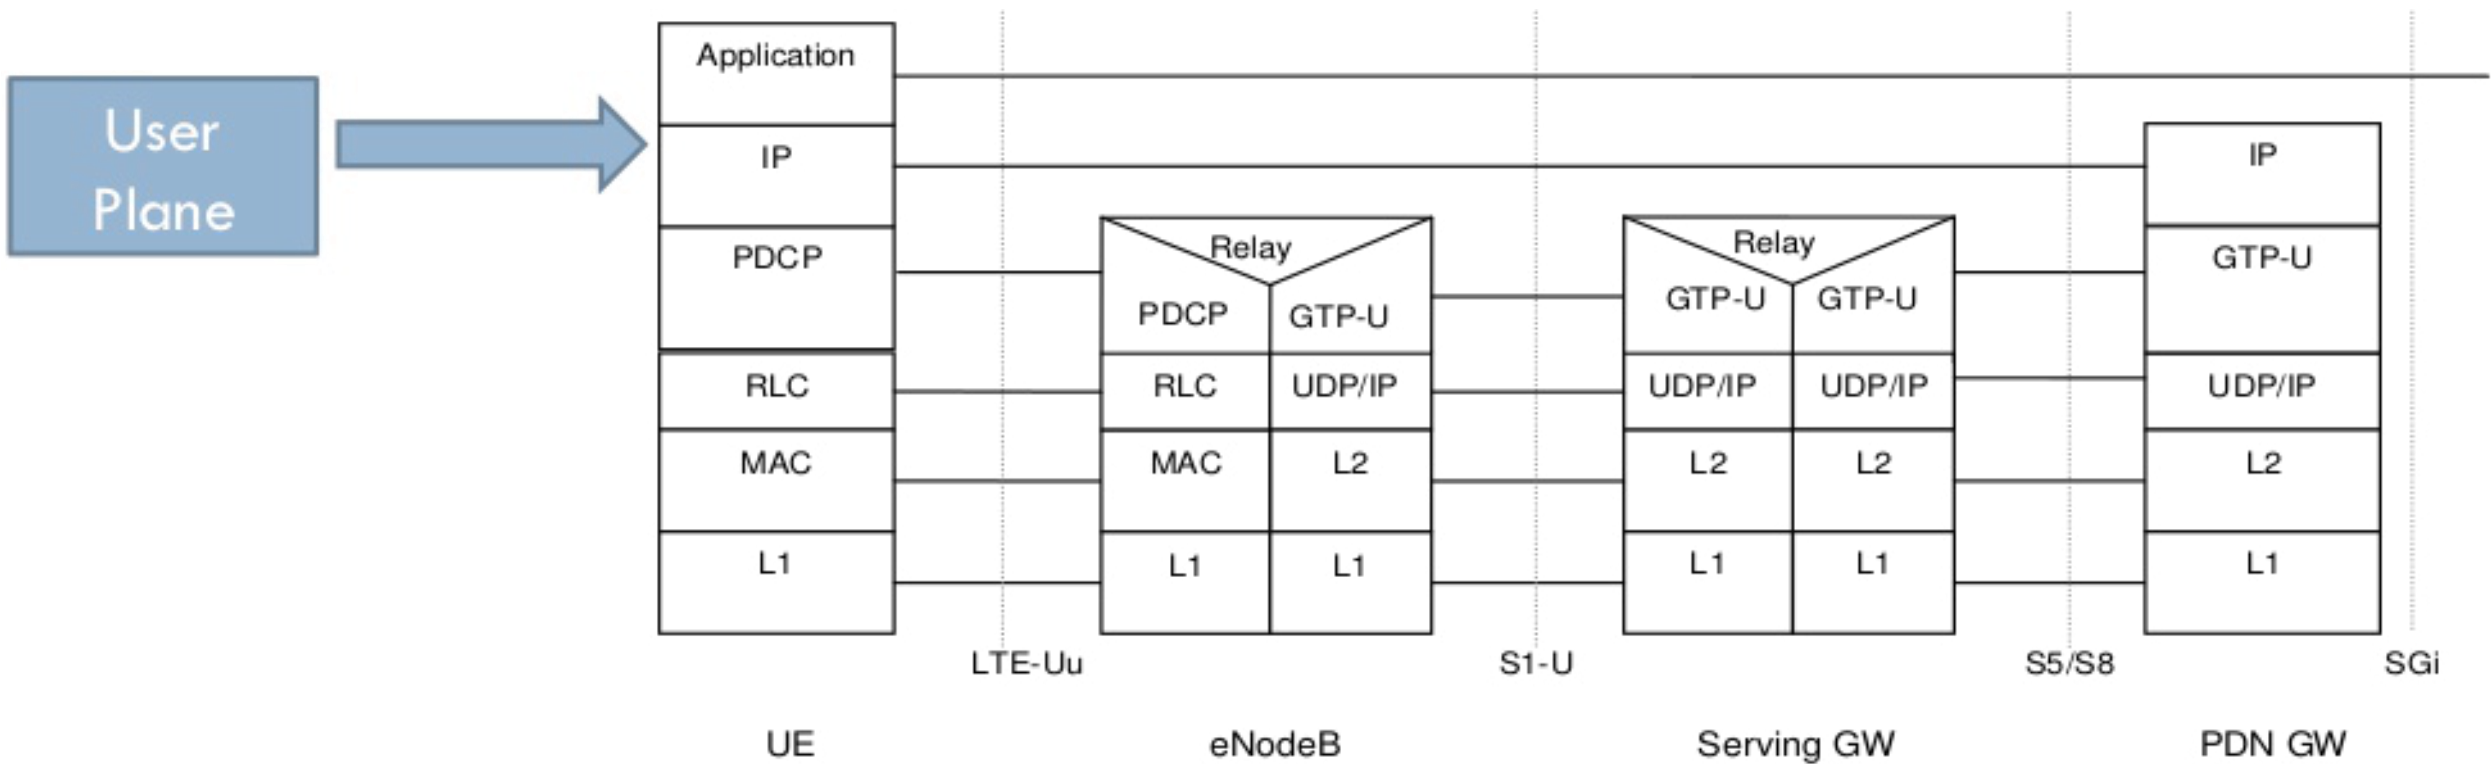 User
Plane
Application
IP
PDCP
RLC
MAC
L1
Relay
PDCP GTP-U
RLC UDP/IP
MAC L2
L1 L1
Relay
GTP-U GTP-U
UDP/IP UDP/IP
L2 L2
L1 L1
IP
GTP-U
UDP/IP
L2
L1
LTE-Uu S1-U S5/S8 SGi
UE eNodeB Serving GW PDN GW